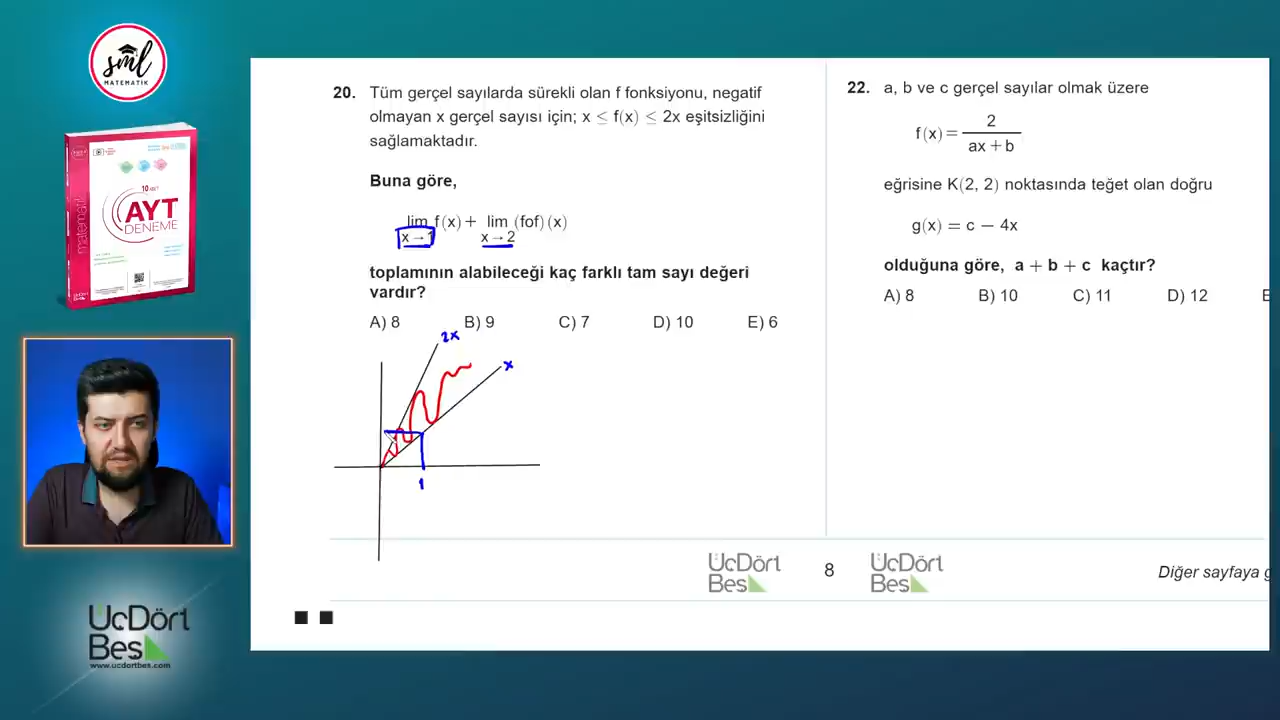 sml
MATEMATİK
10 ADET
AYT
DENEME
matematik
ÜçDört
Beş
www.ucdortbes.com
20. Tüm gerçel sayılarda sürekli olan f fonksiyonu, negatif
olmayan x gerçel sayısı için; x ≤ f(x) ≤ 2x eşitsizliğini
sağlamaktadır.
Buna göre,
lim f(x) + lim (fof)(x)
x→1 x→2
toplamının alabileceği kaç farklı tam sayı değeri
vardır?
A) 8 B) 9 C) 7 D) 10 E) 6
2x
x
1
22. a, b ve c gerçel sayılar olmak üzere
f(x) = 2
ax + b
eğrisine K(2, 2) noktasında teğet olan doğru
g(x) = c − 4x
olduğuna göre, a + b + c kaçtır?
A) 8 B) 10 C) 11 D) 12 E
ÜçDört
Beş
8
ÜçDört
Beş
Diğer sayfaya g